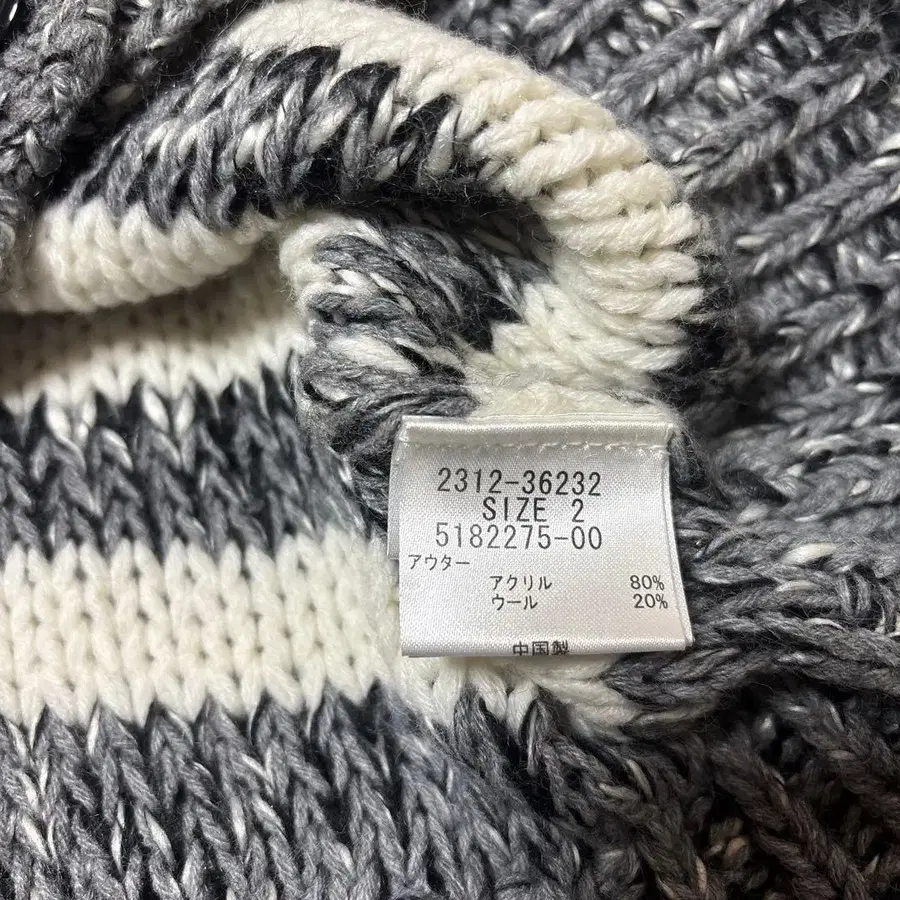 2312-36232
SIZE 2
5182275-00
アウター
アクリル 80%
ウール 20%
中国製